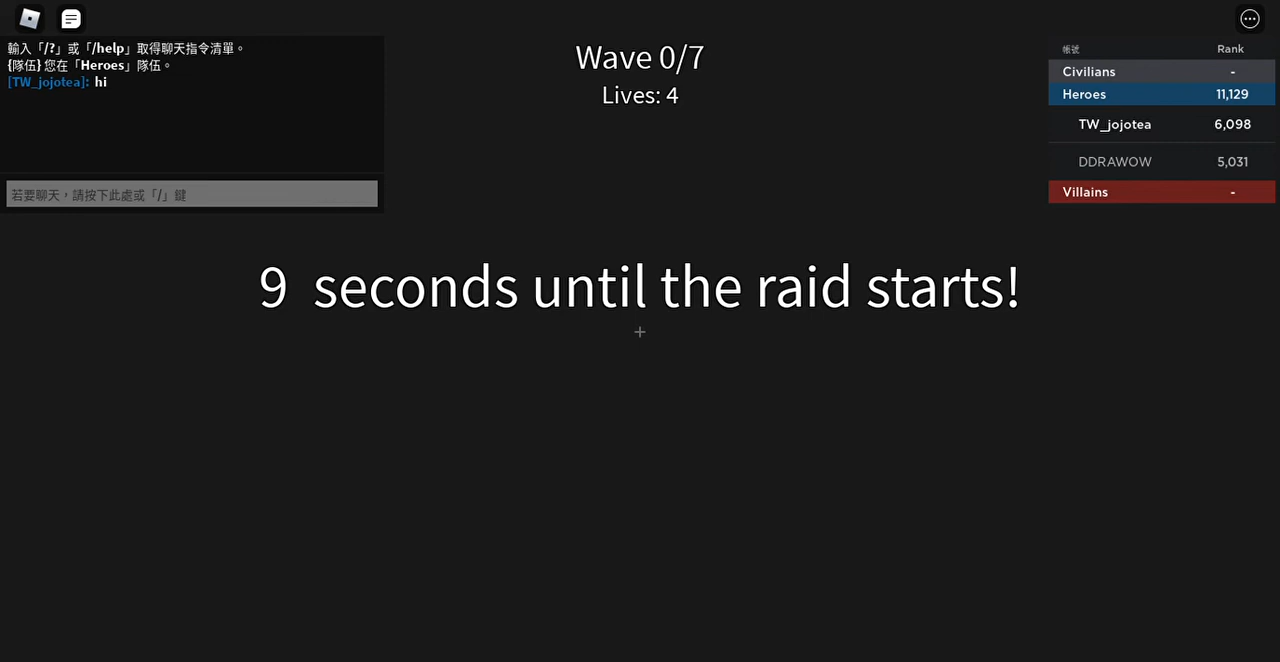 輸入「/?」或「/help」取得聊天指令清單。
{隊伍} 您在「Heroes」隊伍。
[TW_jojotea]: hi
若要聊天，請按下此處或「/」鍵
Wave 0/7
Lives: 4
帳號 Rank
Civilians -
Heroes 11,129
TW_jojotea 6,098
DDRAWOW 5,031
Villains -
9 seconds until the raid starts!